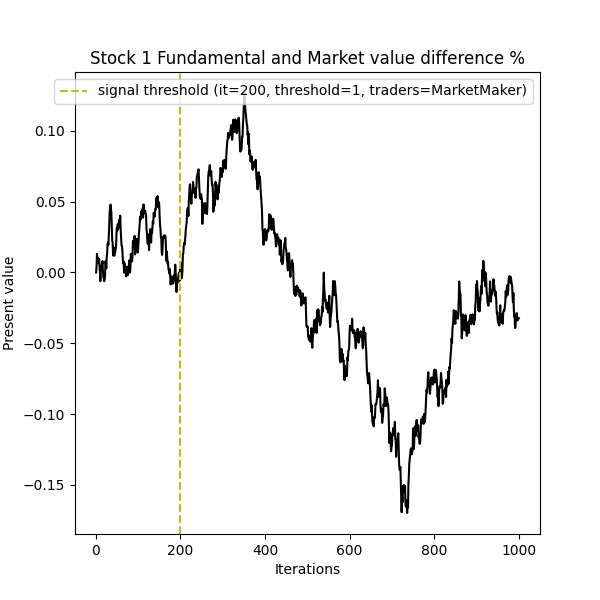 Stock 1 Fundamental and Market value difference %
signal threshold (it=200, threshold=1, traders=MarketMaker)
0.10
0.05
0.00
−0.05
−0.10
−0.15
Present value
0 200 400 600 800 1000
Iterations